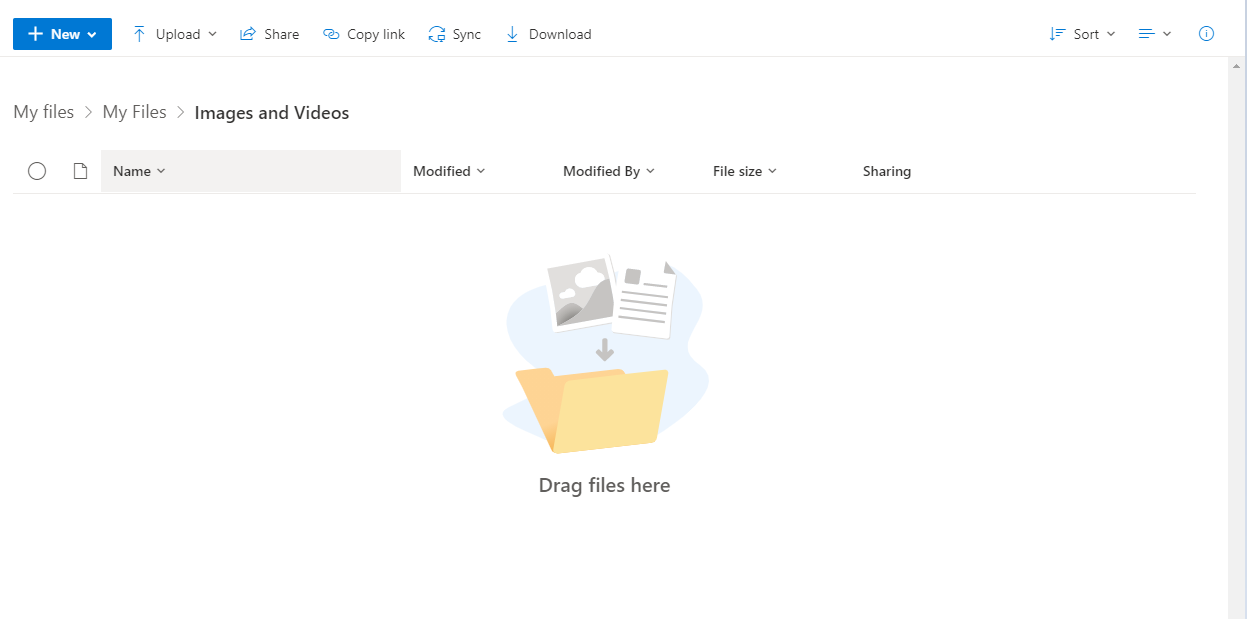 New Upload Share Copy link Sync Download Sort
My files > My Files > Images and Videos
Name Modified Modified By File size Sharing
Drag files here